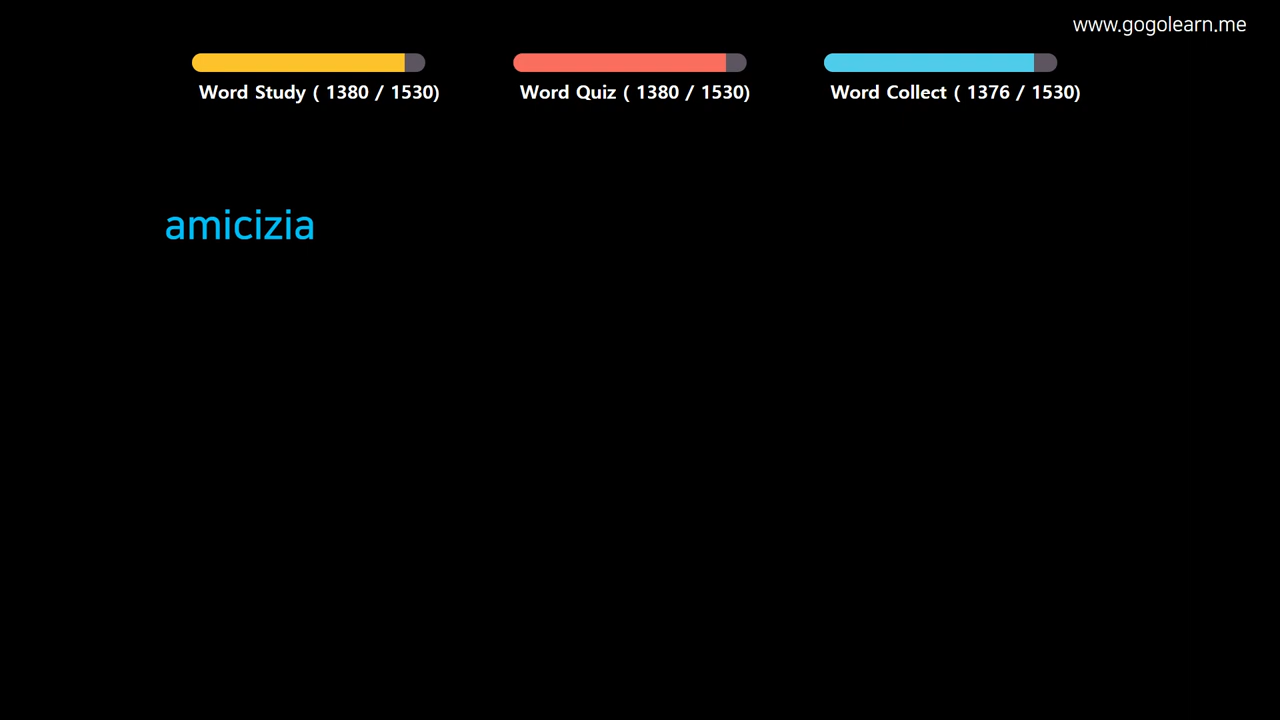 www.gogolearn.me
Word Study ( 1380 / 1530)
Word Quiz ( 1380 / 1530)
Word Collect ( 1376 / 1530)
amicizia